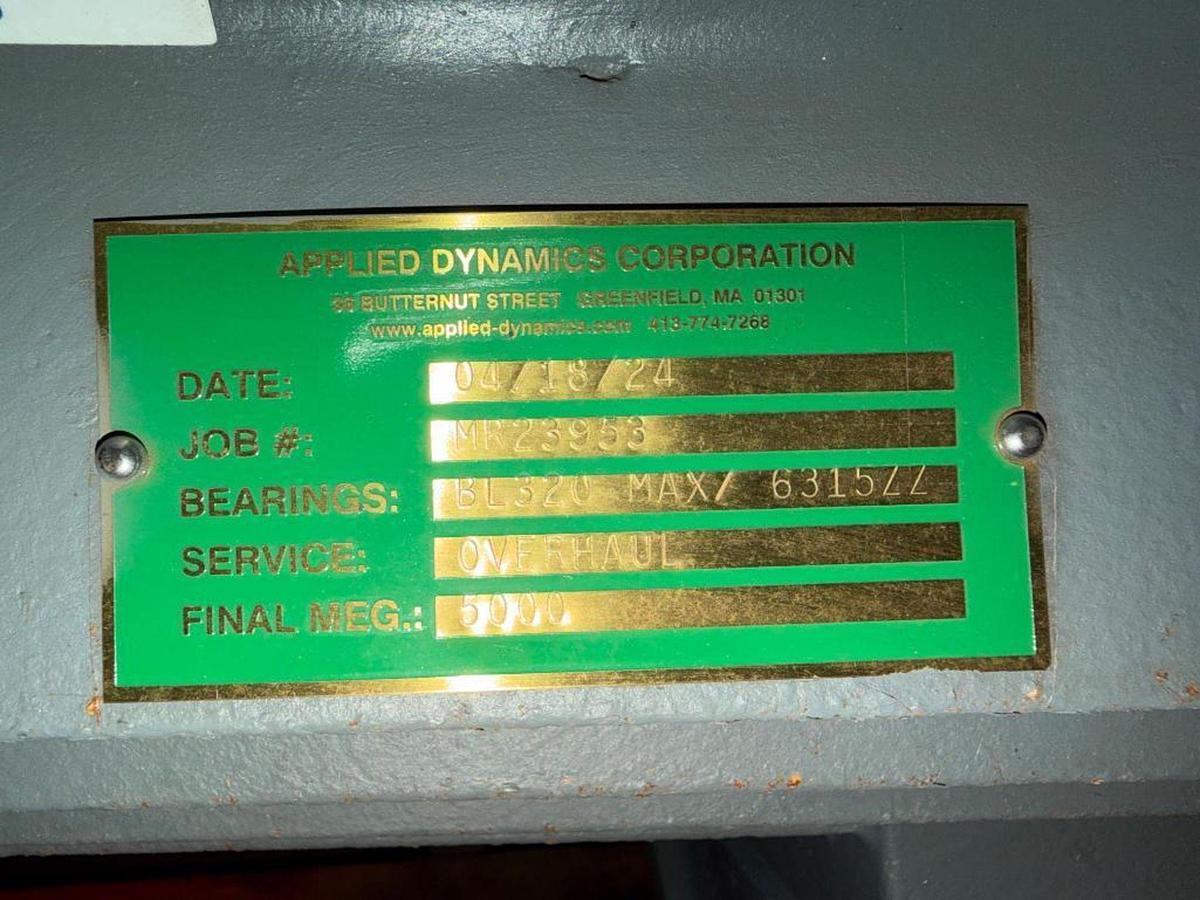 APPLIED DYNAMICS CORPORATION
BUTTERNUT STREET GREENFIELD, MA 01301
www.applied-dynamics.com 413-774-7268
DATE: 04/18/24
JOB #: MR23953
BEARINGS: BL320 MAX/ 6315ZZ
SERVICE: OVERHAUL
FINAL MEG.: 5000